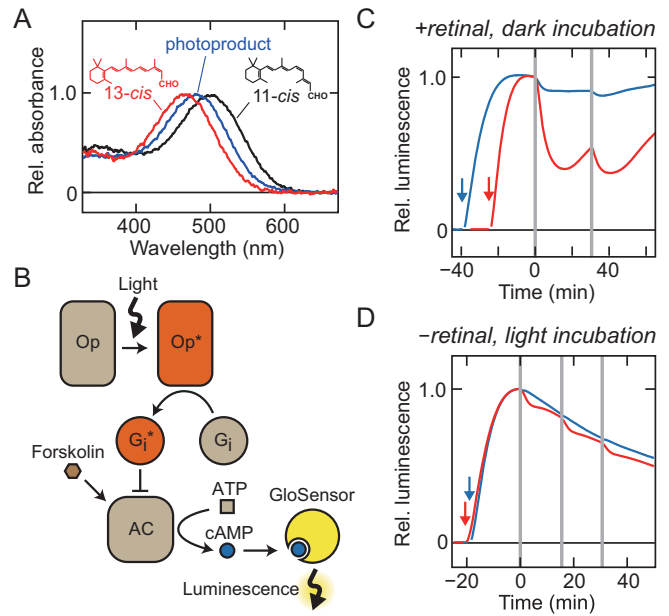 A
photoproduct
CHO
13-cis
11-cis
CHO
1.0
0
Rel. absorbance
400 500 600
Wavelength (nm)
B
Light
Op
Op*
Gi*
Gi
Forskolin
AC
ATP
cAMP
GloSensor
Luminescence
C
+retinal, dark incubation
1.0
0
Rel. luminescence
−40 0 40
Time (min)
D
−retinal, light incubation
1.0
0
Rel. luminescence
−20 0 20 40
Time (min)